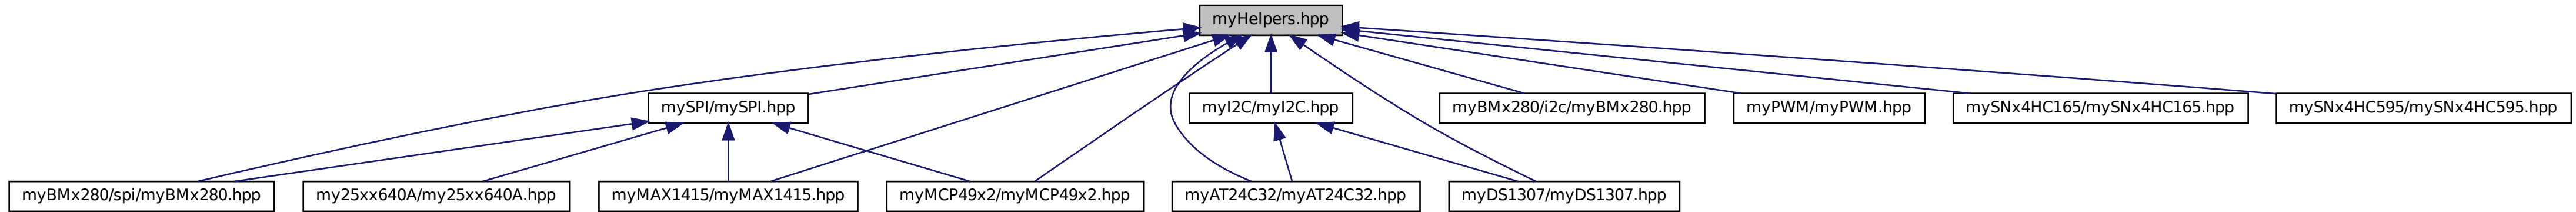 myHelpers.hpp
mySPI/mySPI.hpp
myI2C/myI2C.hpp
myBMx280/i2c/myBMx280.hpp
myPWM/myPWM.hpp
mySNx4HC165/mySNx4HC165.hpp
mySNx4HC595/mySNx4HC595.hpp
myBMx280/spi/myBMx280.hpp
my25xx640A/my25xx640A.hpp
myMAX1415/myMAX1415.hpp
myMCP49x2/myMCP49x2.hpp
myAT24C32/myAT24C32.hpp
myDS1307/myDS1307.hpp